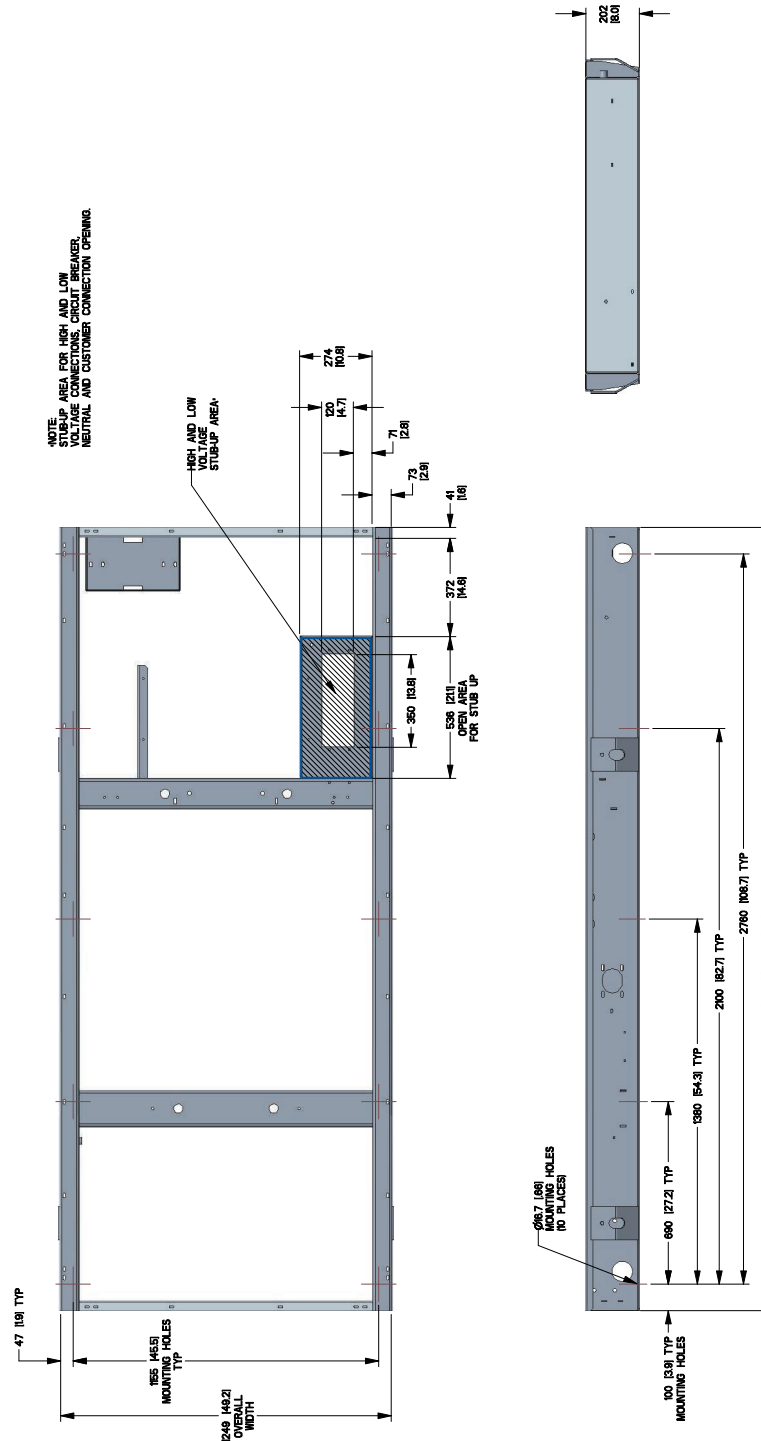 *NOTE:
STUB-UP AREA FOR HIGH AND LOW
VOLTAGE CONNECTIONS, CIRCUIT BREAKER,
NEUTRAL AND CUSTOMER CONNECTION OPENING.
202
[8.0]
HIGH AND LOW
VOLTAGE
STUB-UP AREA*
274
[10.8]
120
[4.7]
71
[2.8]
73
[2.9]
41
[1.6]
372
[14.6]
350 [13.8]
536 [21.1]
OPEN AREA
FOR STUB UP
47 [1.9] TYP
1155 [45.5]
MOUNTING HOLES
TYP
1249 [49.2]
OVERALL
WIDTH
Ø16.7 [.66]
MOUNTING HOLES
(10 PLACES)
690 [27.2] TYP
1380 [54.3] TYP
2100 [82.7] TYP
2760 [108.7] TYP
100 [3.9] TYP
MOUNTING HOLES